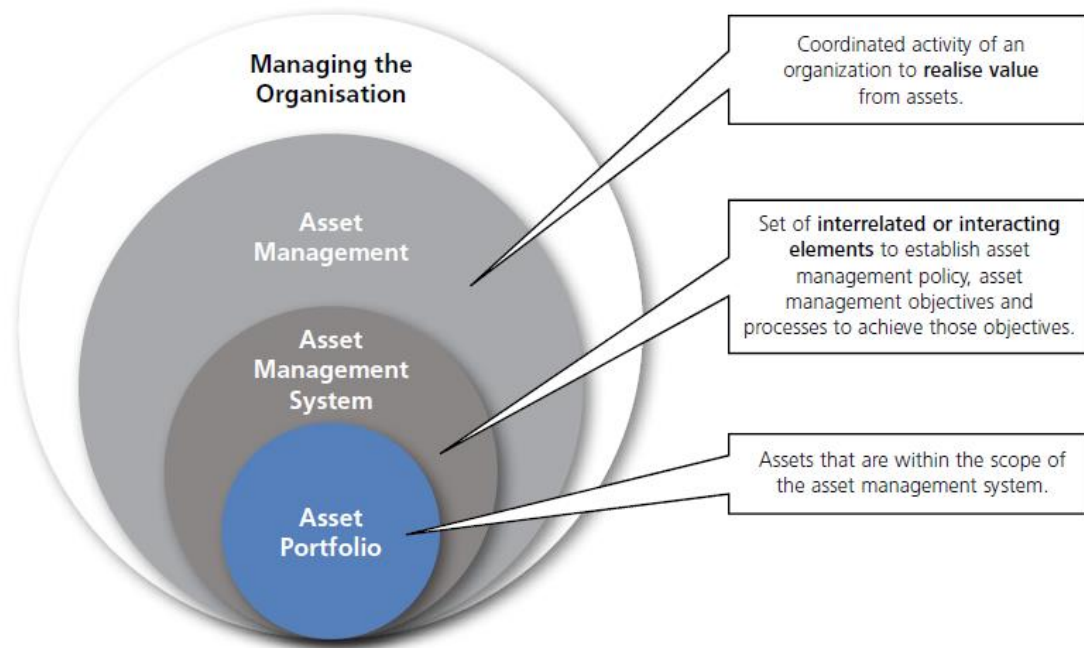 Managing the
Organisation
Asset
Management
Asset
Management
System
Asset
Portfolio
Coordinated activity of an
organization to realise value
from assets.
Set of interrelated or interacting
elements to establish asset
management policy, asset
management objectives and
processes to achieve those objectives.
Assets that are within the scope of
the asset management system.